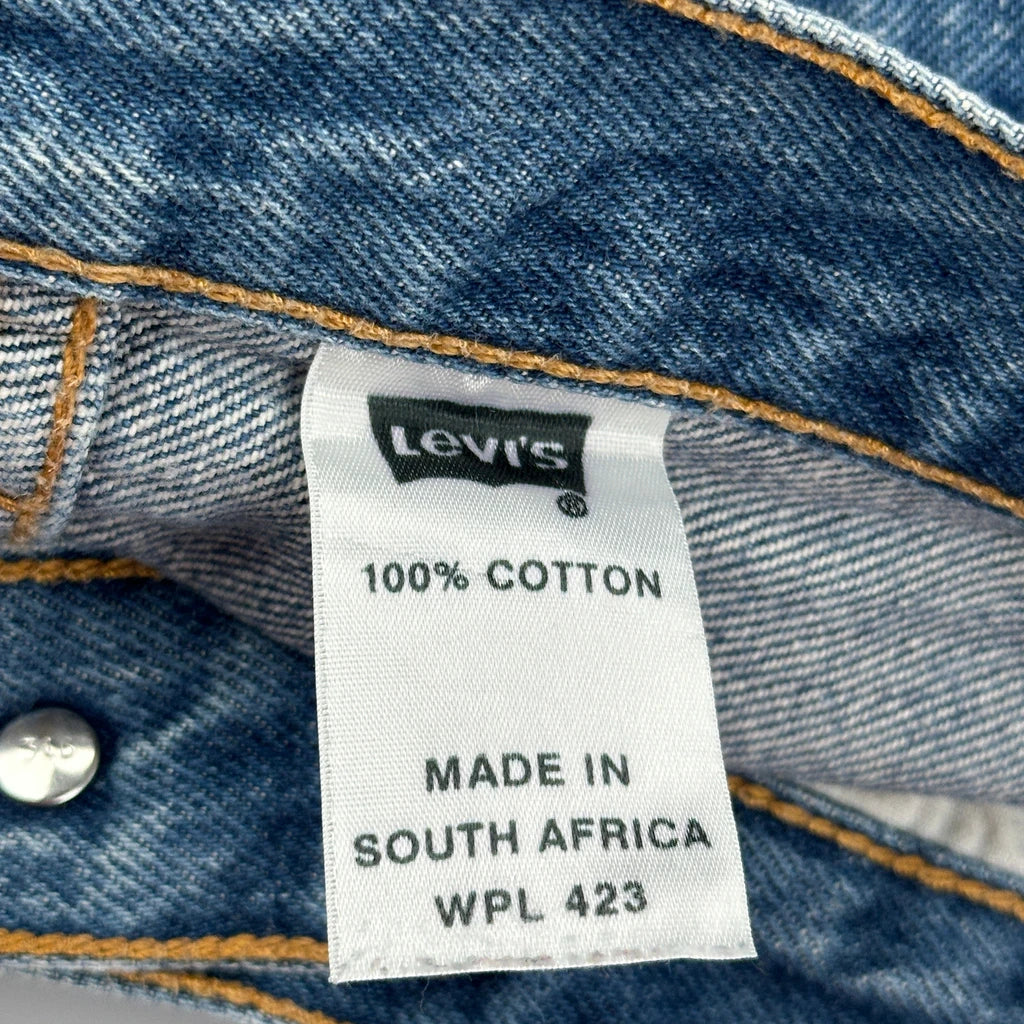 LEVI'S
®
100% COTTON
MADE IN
SOUTH AFRICA
WPL 423